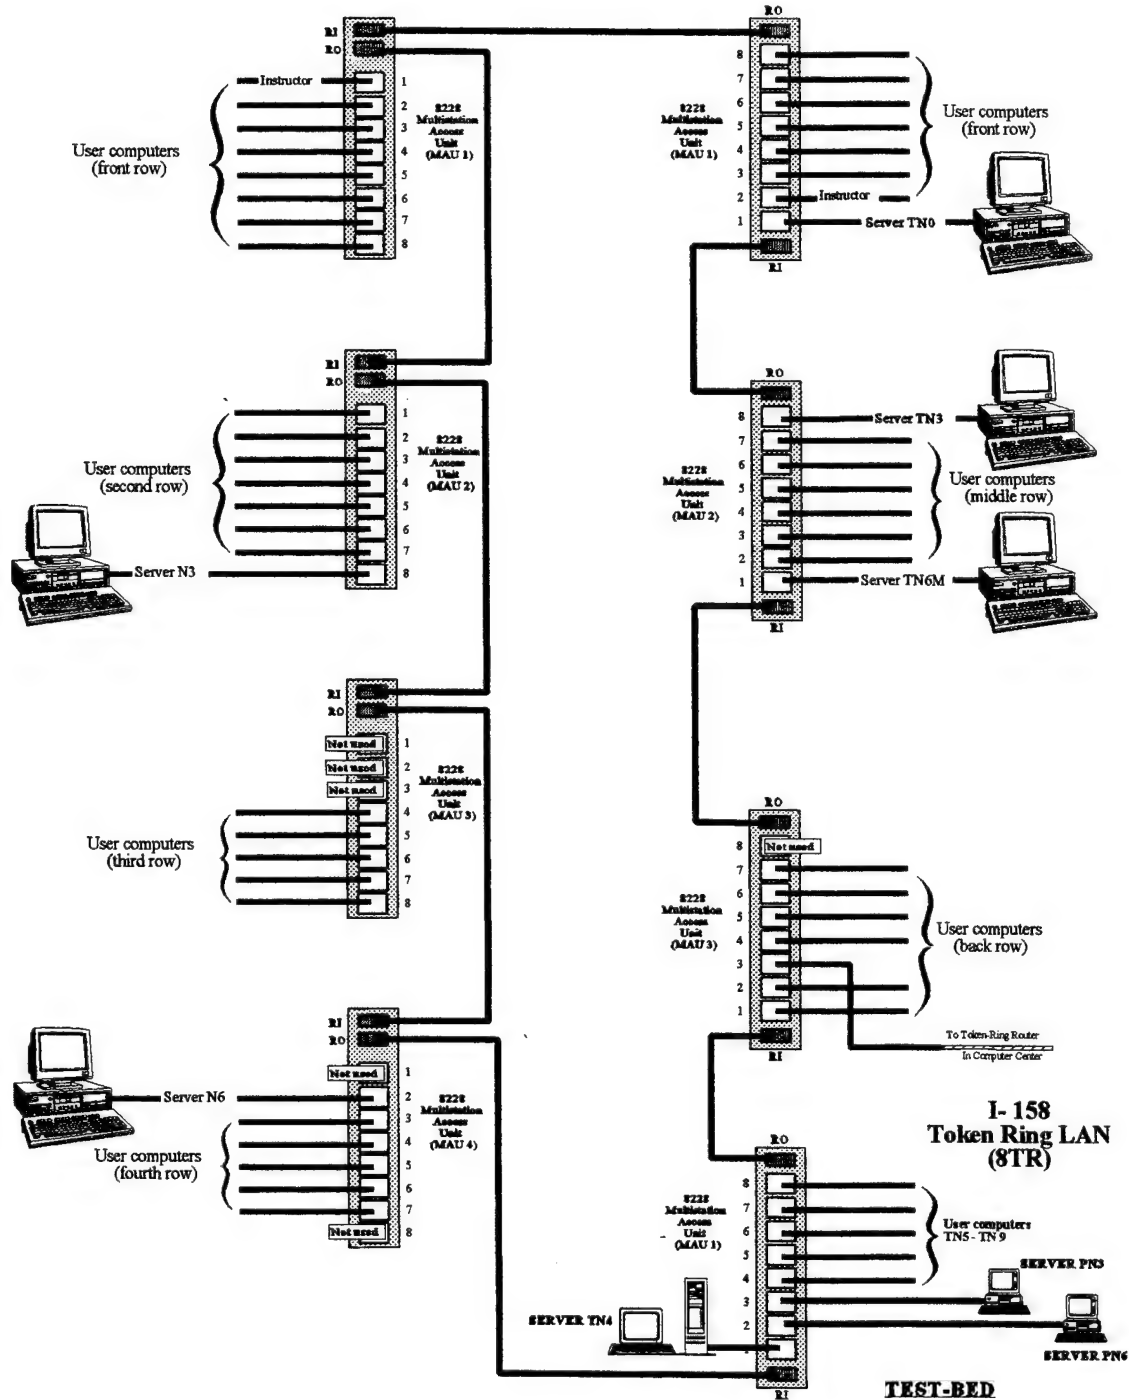 RI
RO
Instructor
1
2
3
4
5
6
7
8
8228
Multistation
Access
Unit
(MAU 1)
User computers
(front row)
RI
RO
1
2
3
4
5
6
7
8
8228
Multistation
Access
Unit
(MAU 2)
User computers
(second row)
Server N3
RI
RO
Not used
Not used
Not used
1
2
3
4
5
6
7
8
8228
Multistation
Access
Unit
(MAU 3)
User computers
(third row)
RI
RO
Not used
1
2
3
4
5
6
7
8
Not used
8228
Multistation
Access
Unit
(MAU 4)
Server N6
User computers
(fourth row)
RO
8
7
6
5
4
3
2
1
8228
Multistation
Access
Unit
(MAU 1)
User computers
(front row)
Instructor
Server TN0
RI
RO
8
7
6
5
4
3
2
1
8228
Multistation
Access
Unit
(MAU 2)
Server TN3
User computers
(middle row)
Server TN6M
RI
RO
8
7
6
5
4
3
2
1
Not used
8228
Multistation
Access
Unit
(MAU 3)
User computers
(back row)
To Token-Ring Router
In Computer Center
RI
I- 158
Token Ring LAN
(8TR)
RO
8
7
6
5
4
3
2
1
8228
Multistation
Access
Unit
(MAU 1)
User computers
TN5 - TN 9
SERVER PN3
SERVER PN6
SERVER TN4
RI
TEST-BED